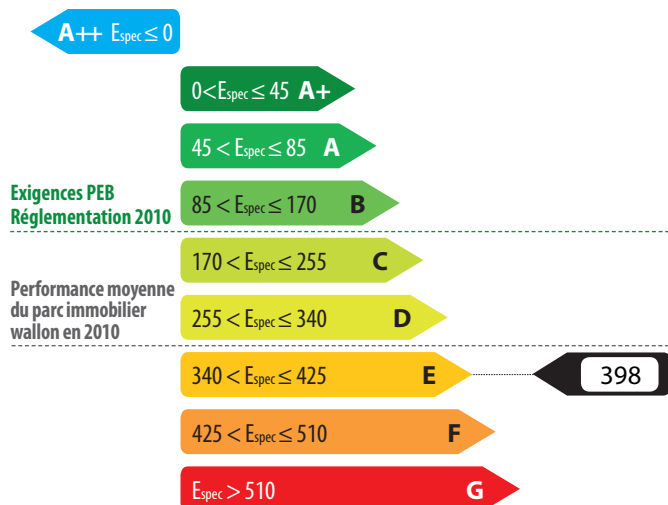 A++ Espec ≤ 0
0<Espec ≤ 45 A+
45 < Espec ≤ 85 A
Exigences PEB
Réglementation 2010
85 < Espec ≤ 170 B
170 < Espec ≤ 255 C
Performance moyenne
du parc immobilier
wallon en 2010
255 < Espec ≤ 340 D
340 < Espec ≤ 425 E
398
425 < Espec ≤ 510 F
Espec > 510 G